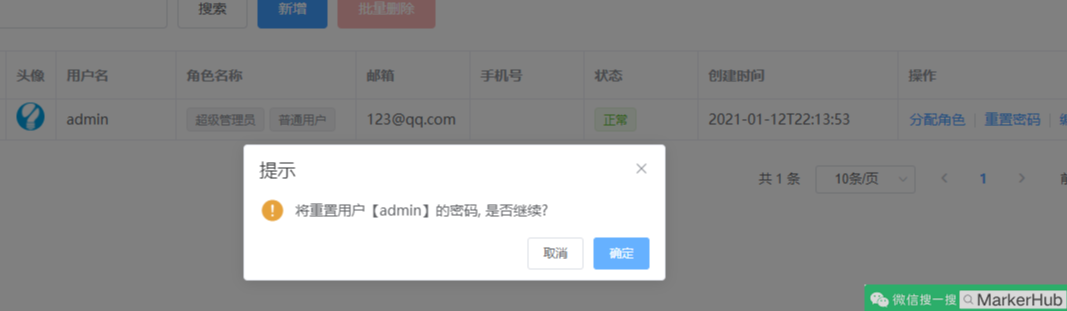 搜索 新增 批量删除
头像 用户名 角色名称 邮箱 手机号 状态 创建时间 操作
admin 超级管理员 普通用户 123@qq.com 正常 2021-01-12T22:13:53 分配角色 重置密码
提示
共 1 条 10条/页 1
将重置用户【admin】的密码, 是否继续?
取消 确定
微信搜一搜 MarkerHub